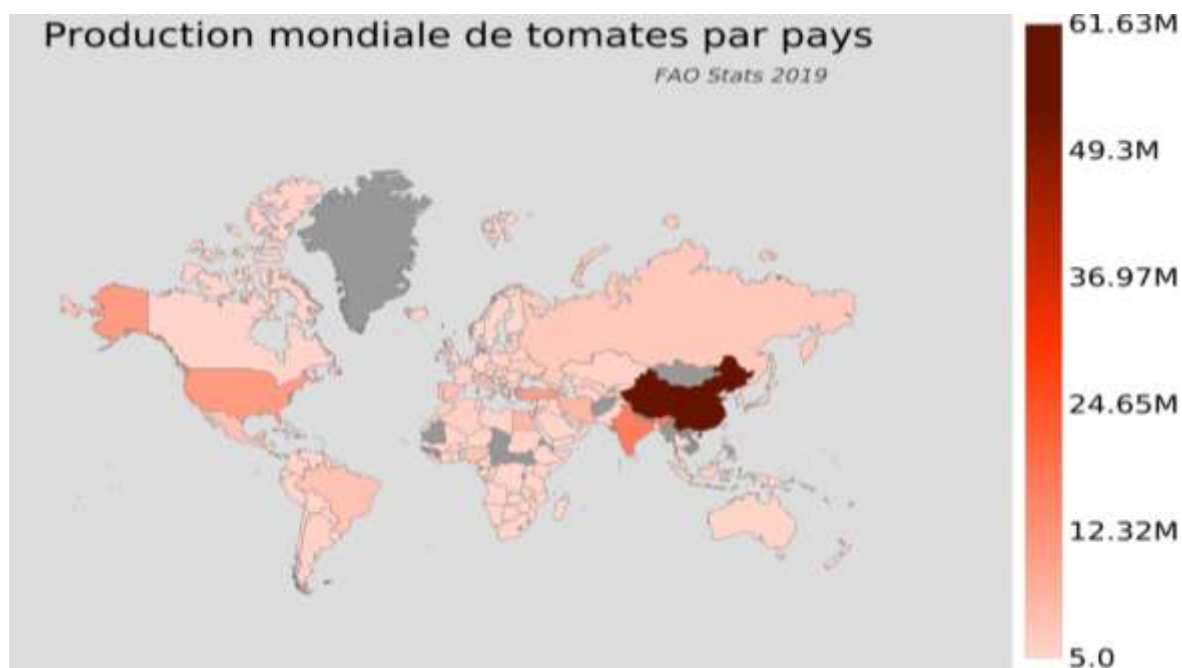 Production mondiale de tomates par pays
FAO Stats 2019
61.63M
49.3M
36.97M
24.65M
12.32M
5.0